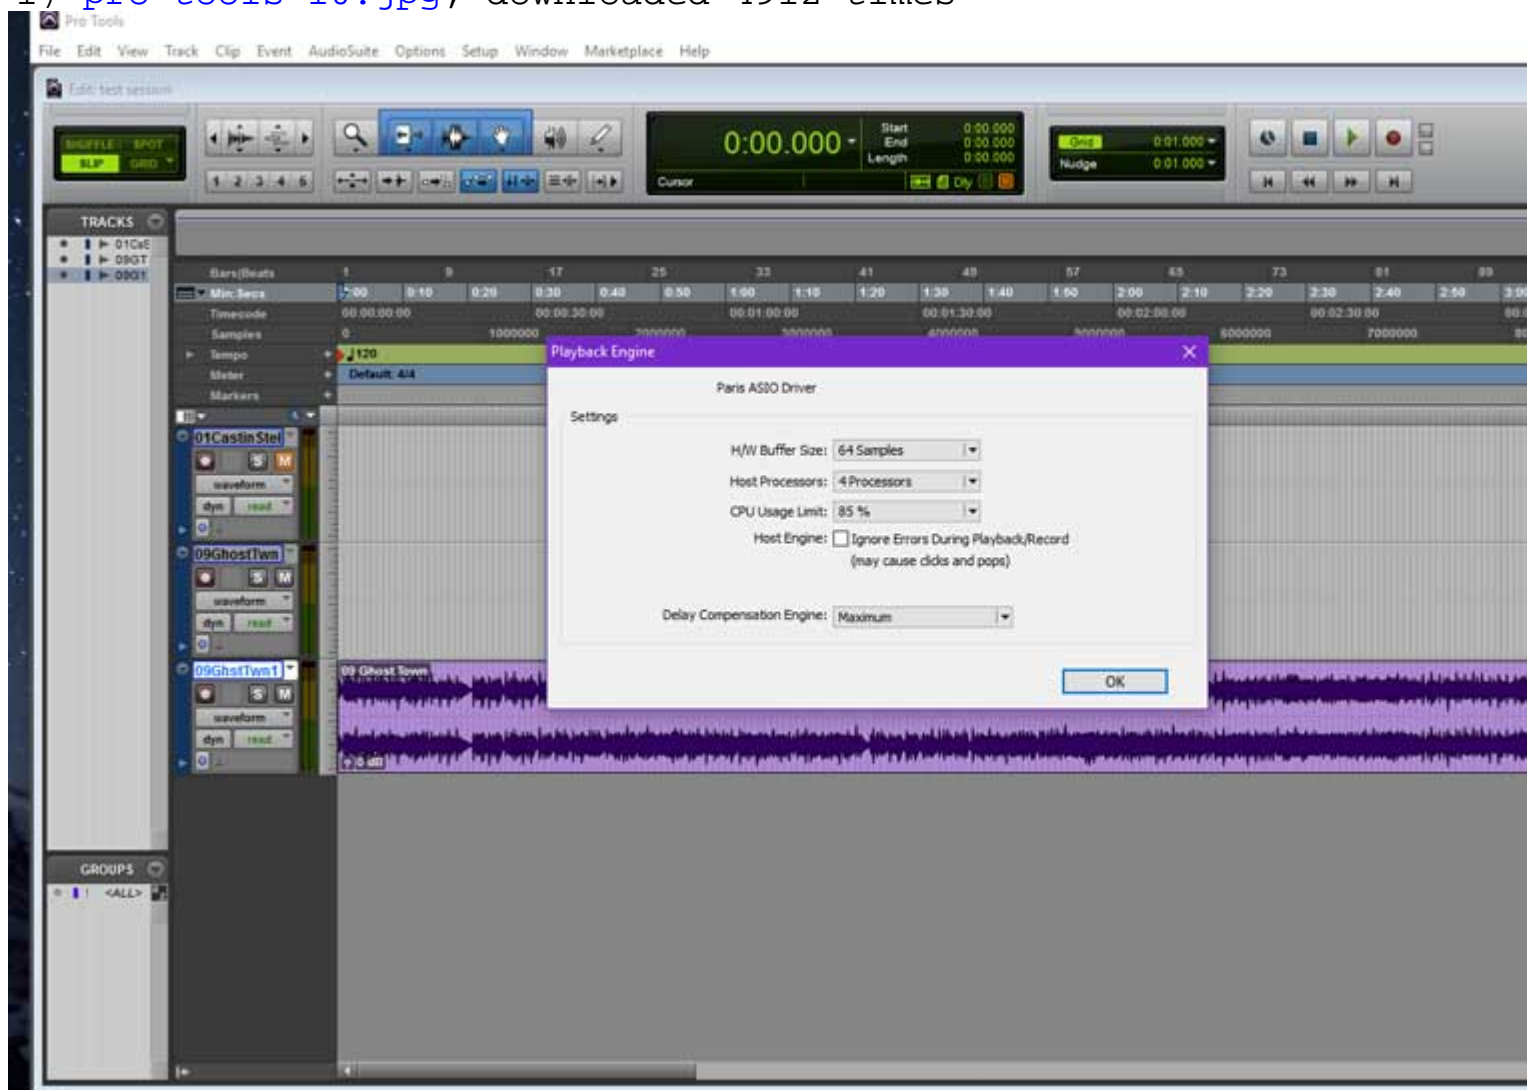 Pro Tools
File Edit View Track Clip Event AudioSuite Options Setup Window Marketplace Help
Edit: test session
SHUFFLE SPOT
SLIP GRID
1 2 3 4 5
0:00.000
Start 0:00.000
End 0:00.000
Length 0:00.000
Cursor
Dly
Grid 0:01.000
Nudge 0:01.000
TRACKS
09GT
Bars|Beats 1 9 17 25 33 41 49 57 65 73 81 89
Min:Secs 0:10 0:20 0:30 0:40 0:50 1:00 1:10 1:20 1:30 1:40 1:50 2:00 2:10 2:20 2:30 2:40 2:50
Timecode 00:00:00:00 00:00:30:00 00:01:00:00 00:01:30:00 00:02:00:00 00:02:30:00
Samples 0 1000000 2000000 3000000 4000000 5000000 6000000 7000000
Tempo 120
Meter Default: 4/4
Markers
Playback Engine
Paris ASIO Driver
Settings
H/W Buffer Size: 64 Samples
Host Processors: 4 Processors
CPU Usage Limit: 85 %
Host Engine: Ignore Errors During Playback/Record
(may cause clicks and pops)
Delay Compensation Engine: Maximum
OK
01CastinStel
S M
waveform
dyn read
09GhostTwn
S M
waveform
dyn read
09GhstTwn1
S M
waveform
dyn read
09 Ghost Town
0 dB
GROUPS
<ALL>